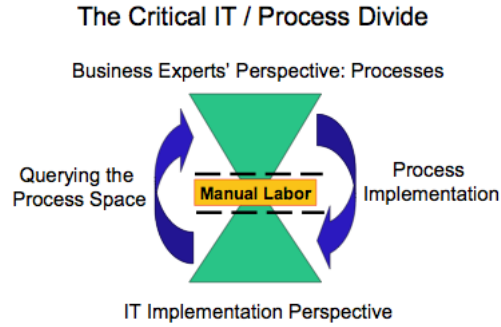 The Critical IT / Process Divide
Business Experts' Perspective: Processes
Querying the
Process Space
Manual Labor
Process
Implementation
IT Implementation Perspective